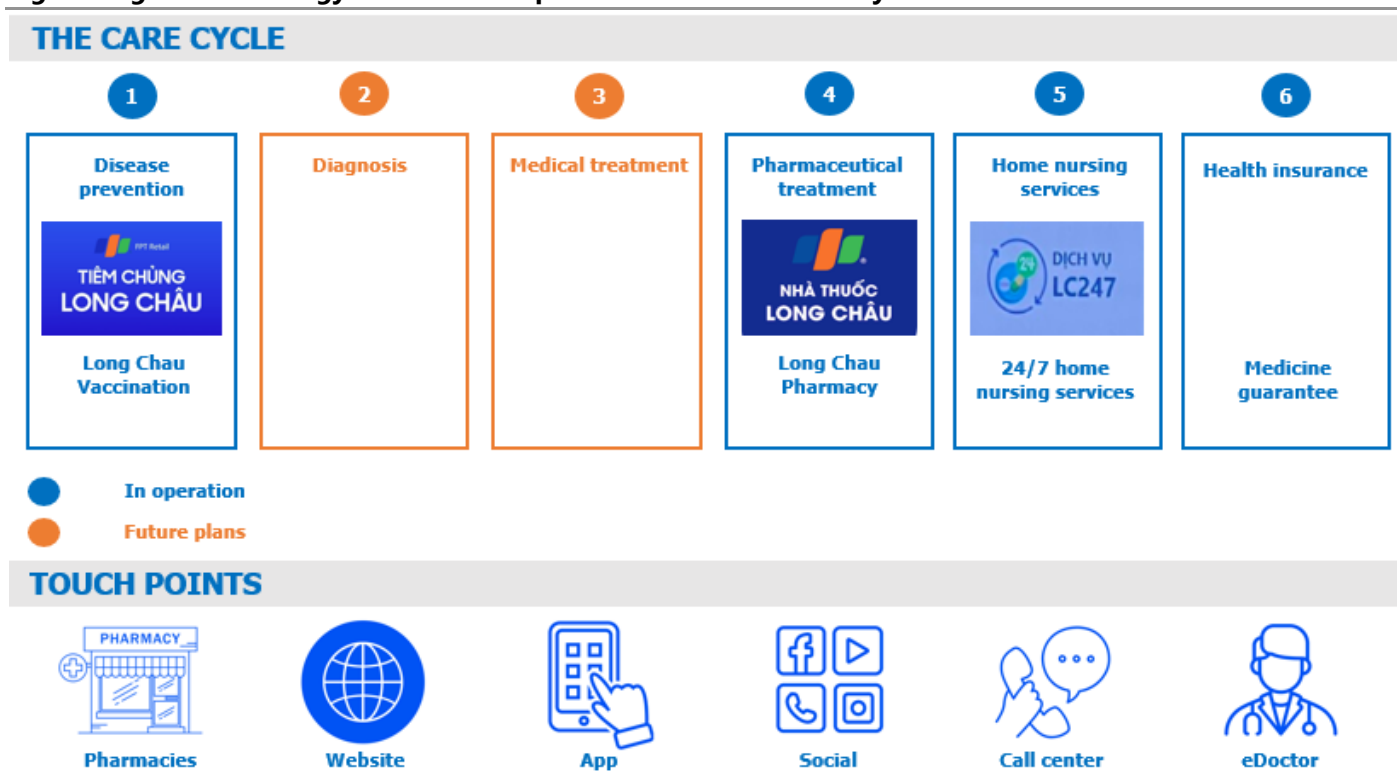 THE CARE CYCLE
1
2
3
4
5
6
Disease
prevention
FPT Retail
TIÊM CHỦNG
LONG CHÂU
Long Chau
Vaccination
Diagnosis
Medical treatment
Pharmaceutical
treatment
NHÀ THUỐC
LONG CHÂU
Long Chau
Pharmacy
Home nursing
services
24
DỊCH VỤ
LC247
24/7 home
nursing services
Health insurance
Medicine
guarantee
In operation
Future plans
TOUCH POINTS
PHARMACY
Pharmacies
Website
App
Social
Call center
eDoctor